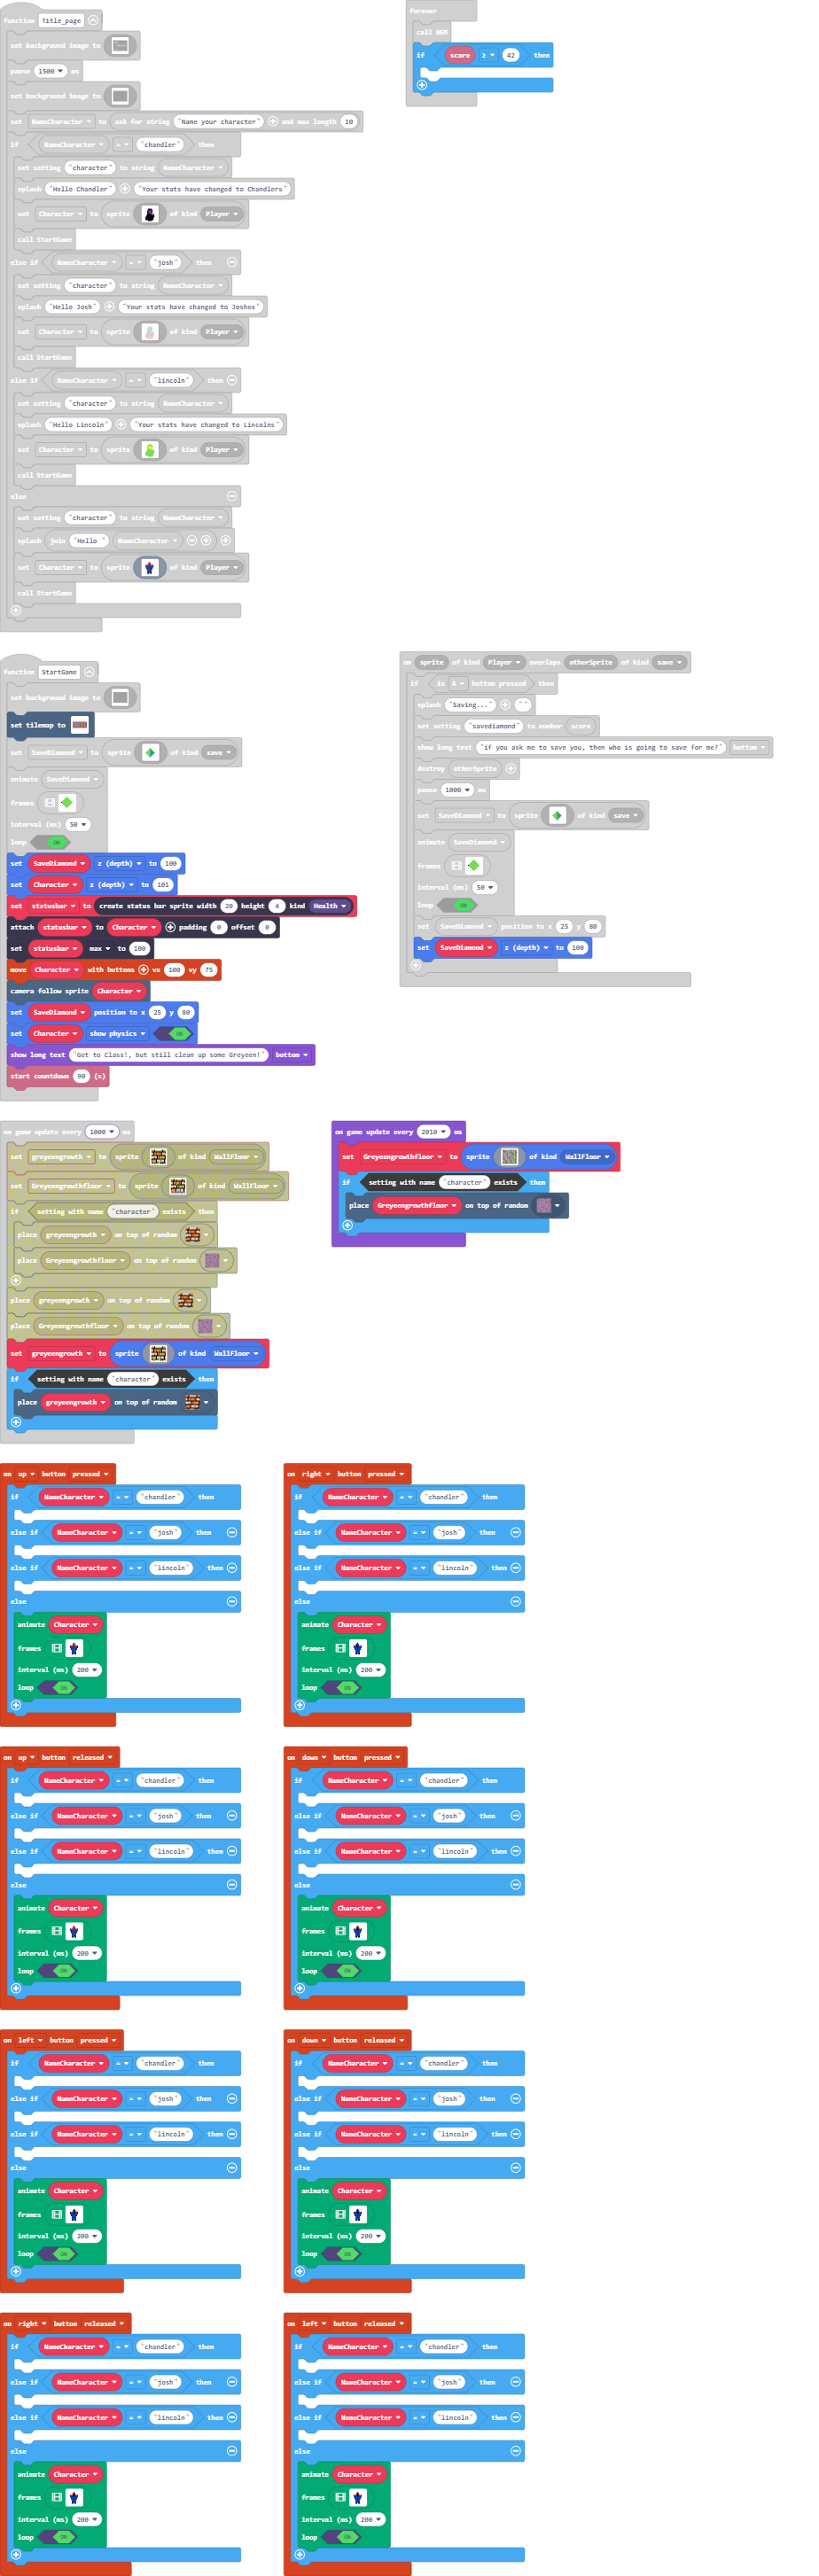 function Title_page
set background image to
pause 1500 ms
set background image to
set NameCharacter to ask for string "Name your character" and max length 10
if NameCharacter = "chandler" then
set setting "character" to string NameCharacter
splash "Hello Chandler" "Your stats have changed to Chandlers"
set Character to sprite of kind Player
call StartGame
else if NameCharacter = "josh" then
set setting "character" to string NameCharacter
splash "Hello Josh" "Your stats have changed to Joshes"
set Character to sprite of kind Player
call StartGame
else if NameCharacter = "lincoln" then
set setting "character" to string NameCharacter
splash "Hello Lincoln" "Your stats have changed to Lincolns"
set Character to sprite of kind Player
call StartGame
else
set setting "character" to string NameCharacter
splash join "Hello " NameCharacter
set Character to sprite of kind Player
call StartGame
forever
call BGM
if score ≥ 42 then
function StartGame
set background image to
set tilemap to
set SaveDiamond to sprite of kind save
animate SaveDiamond
frames
interval (ms) 50
loop ON
set SaveDiamond z (depth) to 100
set Character z (depth) to 101
set statusbar to create status bar sprite width 20 height 4 kind Health
attach statusbar to Character padding 0 offset 0
set statusbar max to 100
move Character with buttons vx 100 vy 75
camera follow sprite Character
set SaveDiamond position to x 25 y 80
set Character show physics ON
show long text "Get to Class!, but still clean up some Greyeen!" bottom
start countdown 90 (s)
on sprite of kind Player overlaps otherSprite of kind save
if is A button pressed then
splash "Saving..." ""
set setting "savediamond" to number score
show long text "if you ask me to save you, then who is going to save for me?" bottom
destroy otherSprite
pause 1000 ms
set SaveDiamond to sprite of kind save
animate SaveDiamond
frames
interval (ms) 50
loop ON
set SaveDiamond position to x 25 y 80
set SaveDiamond z (depth) to 100
on game update every 1000 ms
set greyeengrowth to sprite of kind WallFloor
set Greyeengrowthfloor to sprite of kind WallFloor
if setting with name "character" exists then
place greyeengrowth on top of random
place Greyeengrowthfloor on top of random
place greyeengrowth on top of random
place Greyeengrowthfloor on top of random
set greyeengrowth to sprite of kind WallFloor
if setting with name "character" exists then
place greyeengrowth on top of random
on game update every 2010 ms
set Greyeengrowthfloor to sprite of kind WallFloor
if setting with name "character" exists then
place Greyeengrowthfloor on top of random
on up button pressed
if NameCharacter = "chandler" then
else if NameCharacter = "josh" then
else if NameCharacter = "lincoln" then
else
animate Character
frames
interval (ms) 200
loop ON
on right button pressed
if NameCharacter = "chandler" then
else if NameCharacter = "josh" then
else if NameCharacter = "lincoln" then
else
animate Character
frames
interval (ms) 200
loop ON
on up button released
if NameCharacter = "chandler" then
else if NameCharacter = "josh" then
else if NameCharacter = "lincoln" then
else
animate Character
frames
interval (ms) 200
loop ON
on down button pressed
if NameCharacter = "chandler" then
else if NameCharacter = "josh" then
else if NameCharacter = "lincoln" then
else
animate Character
frames
interval (ms) 200
loop ON
on left button pressed
if NameCharacter = "chandler" then
else if NameCharacter = "josh" then
else if NameCharacter = "lincoln" then
else
animate Character
frames
interval (ms) 200
loop ON
on down button released
if NameCharacter = "chandler" then
else if NameCharacter = "josh" then
else if NameCharacter = "lincoln" then
else
animate Character
frames
interval (ms) 200
loop ON
on right button released
if NameCharacter = "chandler" then
else if NameCharacter = "josh" then
else if NameCharacter = "lincoln" then
else
animate Character
frames
interval (ms) 200
loop ON
on left button released
if NameCharacter = "chandler" then
else if NameCharacter = "josh" then
else if NameCharacter = "lincoln" then
else
animate Character
frames
interval (ms) 200
loop ON